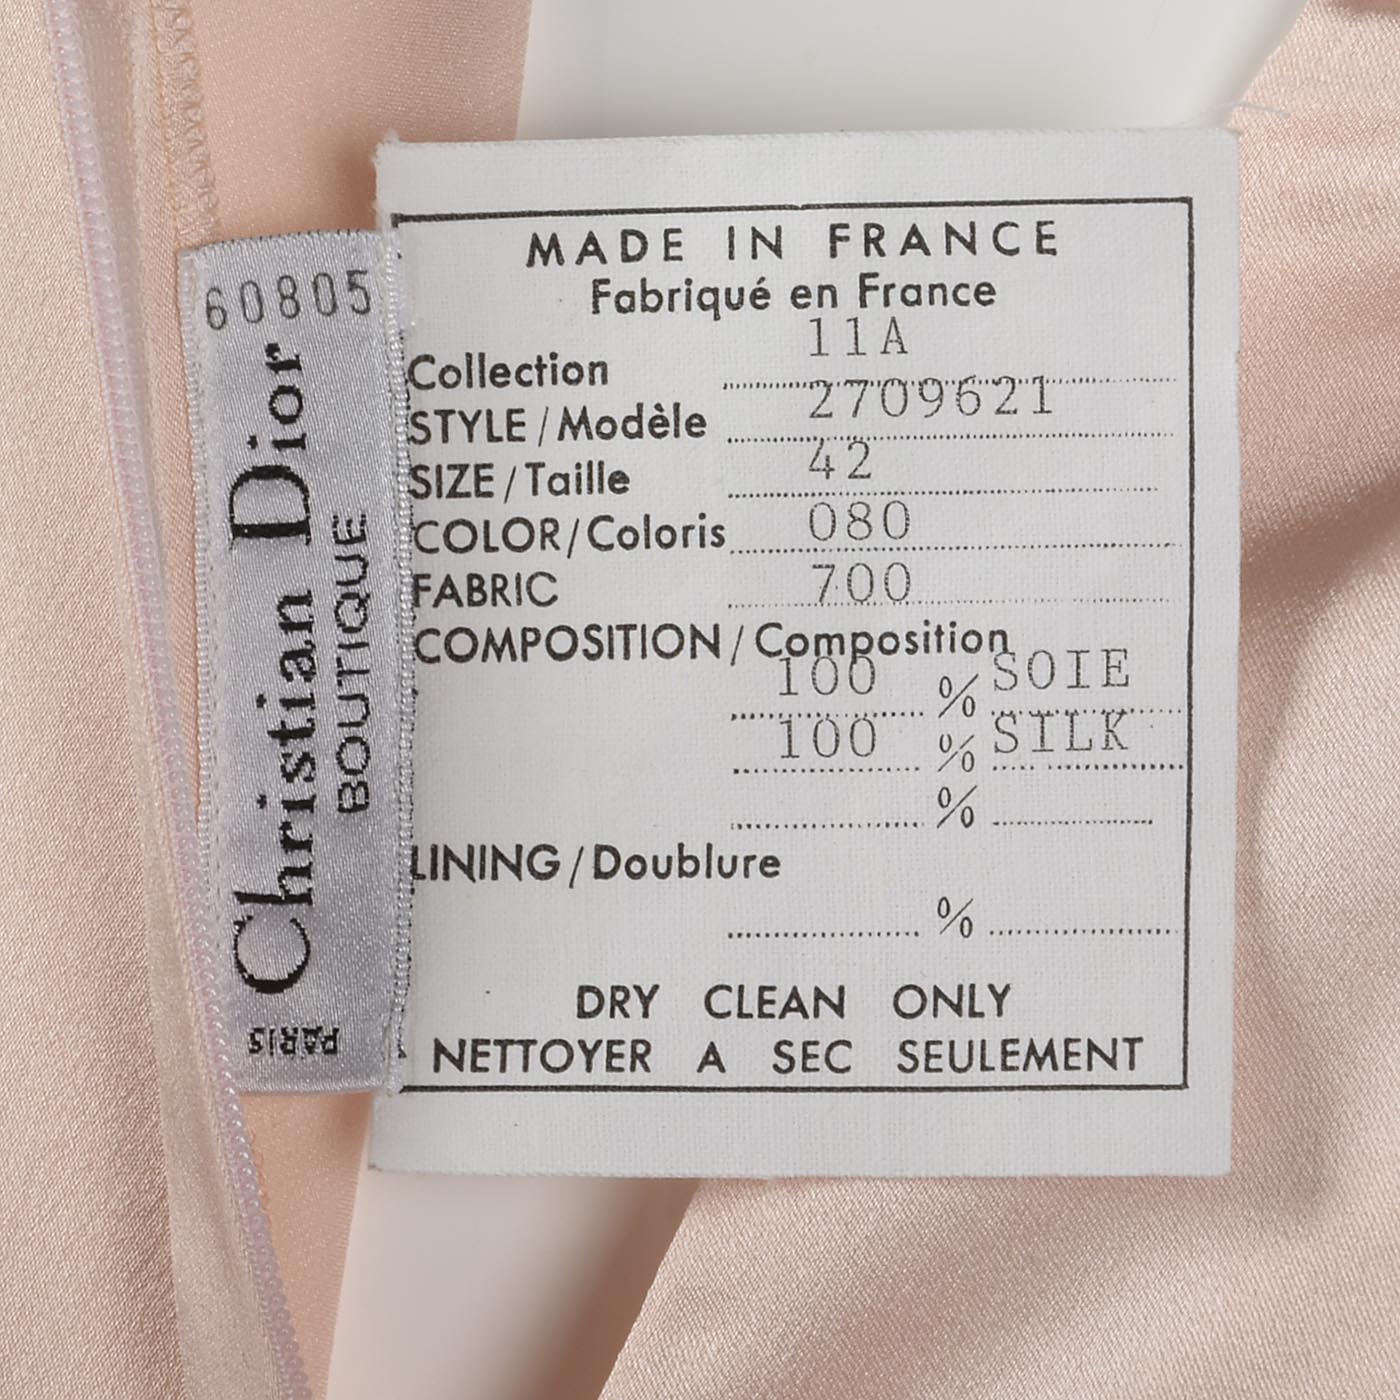 60805
Christian Dior
BOUTIQUE
PARIS
MADE IN FRANCE
Fabriqué en France
Collection 11A
STYLE/Modèle 2709621
SIZE/Taille 42
COLOR/Coloris 080
FABRIC 700
COMPOSITION/Composition
100 % SOIE
100 % SILK
%
LINING/Doublure
%
DRY CLEAN ONLY
NETTOYER A SEC SEULEMENT